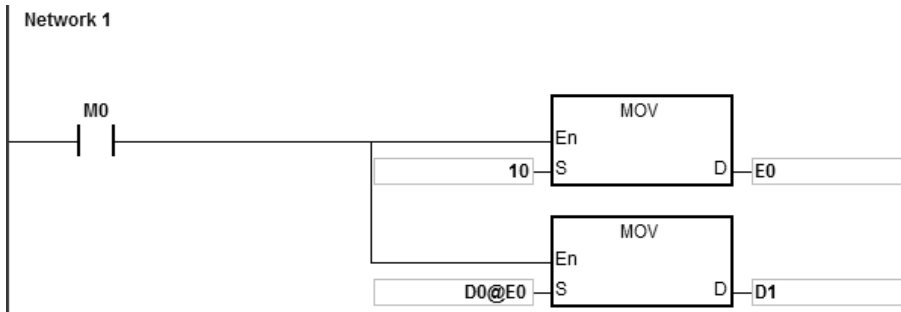 Network 1
M0
MOV
En
10 S D E0
MOV
En
D0@E0 S D D1